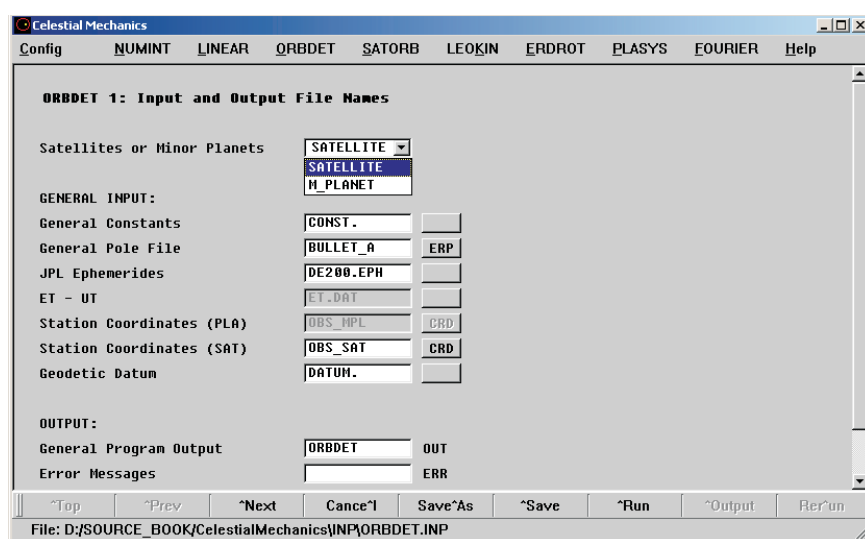 Celestial Mechanics
Config NUMINT LINEAR ORBDET SATORB LEOKIN ERDROT PLASYS FOURIER Help
ORBDET 1: Input and Output File Names
Satellites or Minor Planets SATELLITE
SATELLITE
M_PLANET
GENERAL INPUT:
General Constants CONST.
General Pole File BULLET_A ERP
JPL Ephemerides DE200.EPH
ET - UT ET.DAT
Station Coordinates (PLA) OBS_MPL CRD
Station Coordinates (SAT) OBS_SAT CRD
Geodetic Datum DATUM.
OUTPUT:
General Program Output ORBDET OUT
Error Messages ERR
^Top ^Prev ^Next Cance^l Save^As ^Save ^Run ^Output Rer^un
File: D:/SOURCE_BOOK/CelestialMechanics\INP\ORBDET.INP